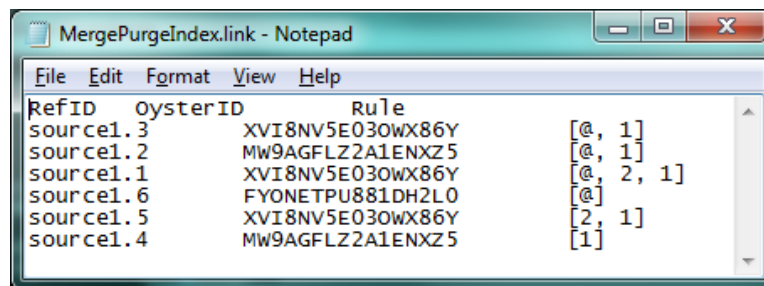 MergePurgeIndex.link - Notepad
File Edit Format View Help
RefID OysterID Rule
source1.3 XVI8NV5E03OWX86Y [@, 1]
source1.2 MW9AGFLZ2A1ENXZ5 [@, 1]
source1.1 XVI8NV5E03OWX86Y [@, 2, 1]
source1.6 FYONETPU881DH2L0 [@]
source1.5 XVI8NV5E03OWX86Y [2, 1]
source1.4 MW9AGFLZ2A1ENXZ5 [1]